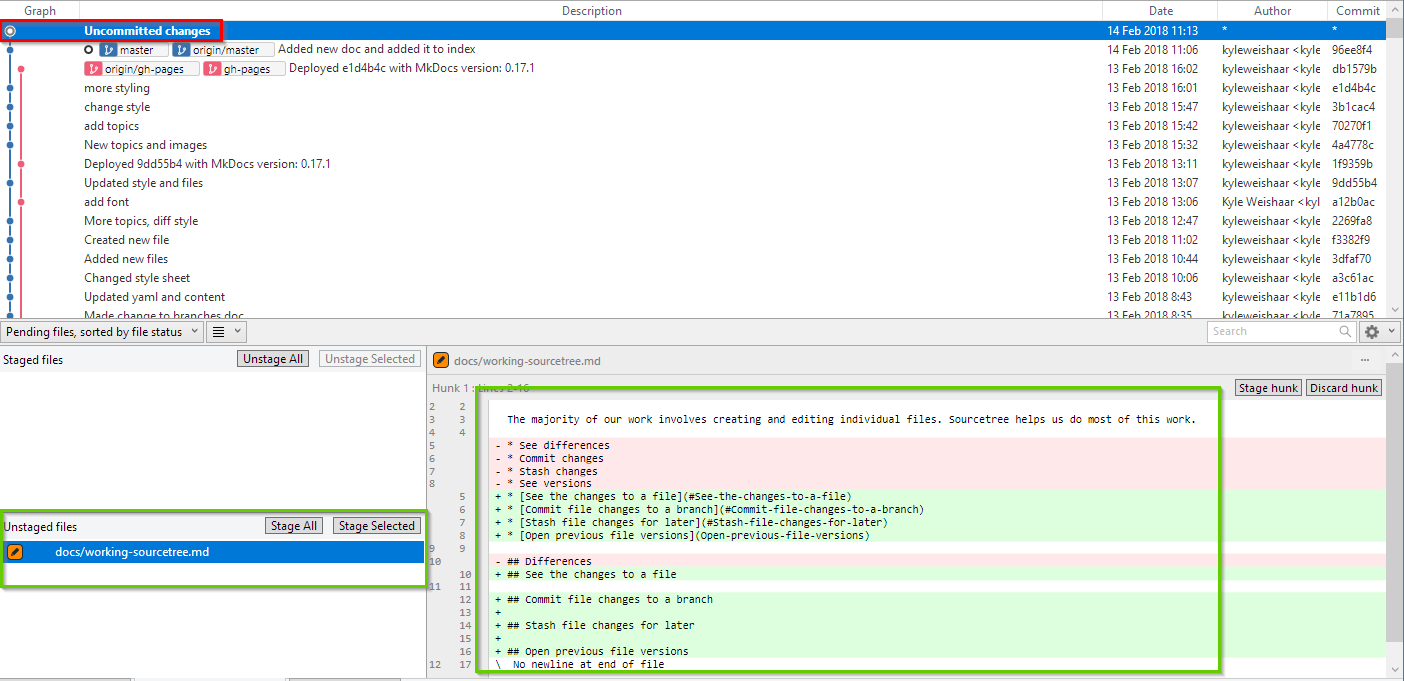 Graph Description Date Author Commit
Uncommitted changes 14 Feb 2018 11:13 * *
master origin/master Added new doc and added it to index 14 Feb 2018 11:06 kyleweishaar <kyle 96ee8f4
origin/gh-pages gh-pages Deployed e1d4b4c with MkDocs version: 0.17.1 13 Feb 2018 16:02 kyleweishaar <kyle db1579b
more styling 13 Feb 2018 16:01 kyleweishaar <kyle e1d4b4c
change style 13 Feb 2018 15:47 kyleweishaar <kyle 3b1cac4
add topics 13 Feb 2018 15:42 kyleweishaar <kyle 70270f1
New topics and images 13 Feb 2018 15:32 kyleweishaar <kyle 4a4778c
Deployed 9dd55b4 with MkDocs version: 0.17.1 13 Feb 2018 13:11 kyleweishaar <kyle 1f9359b
Updated style and files 13 Feb 2018 13:07 kyleweishaar <kyle 9dd55b4
add font 13 Feb 2018 13:06 Kyle Weishaar <kyl a12b0ac
More topics, diff style 13 Feb 2018 12:47 kyleweishaar <kyle 2269fa8
Created new file 13 Feb 2018 11:02 kyleweishaar <kyle f3382f9
Added new files 13 Feb 2018 10:44 kyleweishaar <kyle 3dfaf70
Changed style sheet 13 Feb 2018 10:06 kyleweishaar <kyle a3c61ac
Updated yaml and content 13 Feb 2018 8:43 kyleweishaar <kyle e11b1d6
Made change to branches doc 13 Feb 2018 8:35 kyleweishaar <kyle 71a7895
Pending files, sorted by file status Search
Staged files Unstage All Unstage Selected
docs/working-sourcetree.md ...
Hunk 1 : Lines 2-16 Stage hunk Discard hunk
2 2
3 3 The majority of our work involves creating and editing individual files. Sourcetree helps us do most of this work.
4 4
5 - * See differences
6 - * Commit changes
7 - * Stash changes
8 - * See versions
5 + * [See the changes to a file](#See-the-changes-to-a-file)
6 + * [Commit file changes to a branch](#Commit-file-changes-to-a-branch)
7 + * [Stash file changes for later](#Stash-file-changes-for-later)
8 + * [Open previous file versions](Open-previous-file-versions)
9 9
10 - ## Differences
10 + ## See the changes to a file
11 11
12 + ## Commit file changes to a branch
13 +
14 + ## Stash file changes for later
15 +
16 + ## Open previous file versions
12 17 \ No newline at end of file
Unstaged files Stage All Stage Selected
docs/working-sourcetree.md